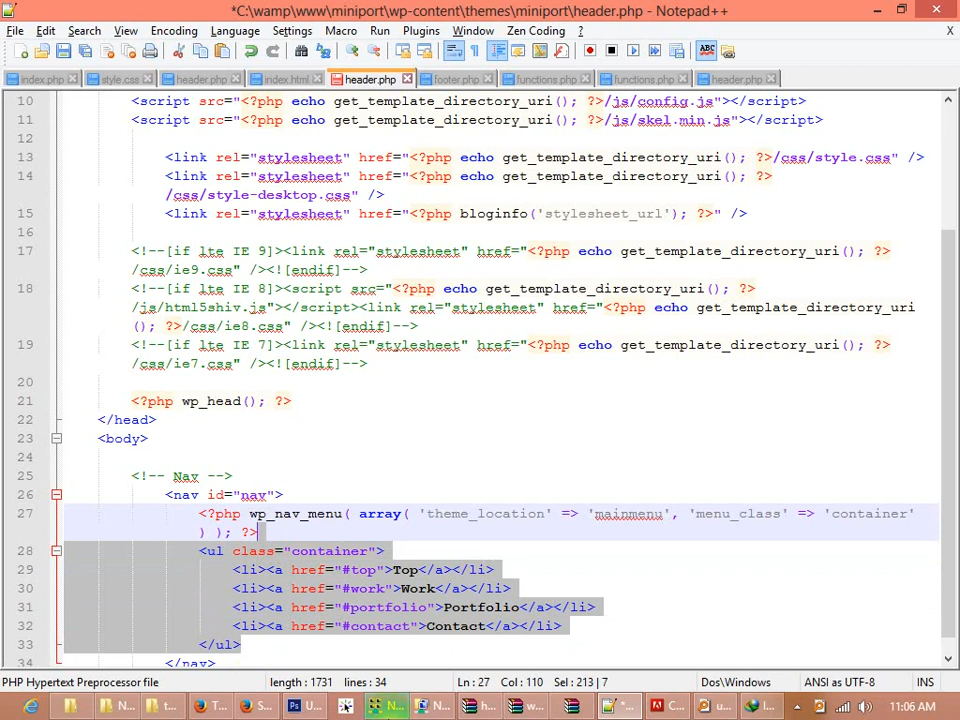 *C:\wamp\www\miniport\wp-content\themes\miniport\header.php - Notepad++
File Edit Search View Encoding Language Settings Macro Run Plugins Window Zen Coding ? X
index.php style.css header.php index.html header.php footer.php functions.php functions.php header.php
10 <script src="<?php echo get_template_directory_uri(); ?>/js/config.js"></script>
11 <script src="<?php echo get_template_directory_uri(); ?>/js/skel.min.js"></script>
12
13 <link rel="stylesheet" href="<?php echo get_template_directory_uri(); ?>/css/style.css" />
14 <link rel="stylesheet" href="<?php echo get_template_directory_uri(); ?>
/css/style-desktop.css" />
15 <link rel="stylesheet" href="<?php bloginfo('stylesheet_url'); ?>" />
16
17 <!--[if lte IE 9]><link rel="stylesheet" href="<?php echo get_template_directory_uri(); ?>
/css/ie9.css" /><![endif]-->
18 <!--[if lte IE 8]><script src="<?php echo get_template_directory_uri(); ?>
/js/html5shiv.js"></script><link rel="stylesheet" href="<?php echo get_template_directory_uri
(); ?>/css/ie8.css" /><![endif]-->
19 <!--[if lte IE 7]><link rel="stylesheet" href="<?php echo get_template_directory_uri(); ?>
/css/ie7.css" /><![endif]-->
20
21 <?php wp_head(); ?>
22 </head>
23 <body>
24
25 <!-- Nav -->
26 <nav id="nav">
27 <?php wp_nav_menu( array( 'theme_location' => 'mainmenu', 'menu_class' => 'container'
) ); ?>
28 <ul class="container">
29 <li><a href="#top">Top</a></li>
30 <li><a href="#work">Work</a></li>
31 <li><a href="#portfolio">Portfolio</a></li>
32 <li><a href="#contact">Contact</a></li>
33 </ul>
34 </nav>
PHP Hypertext Preprocessor file length : 1731 lines : 34 Ln : 27 Col : 110 Sel : 213 | 7 Dos\Windows ANSI as UTF-8 INS
N... t... T... S... U... N... N... h... w... *... C... u... I... 11:06 AM